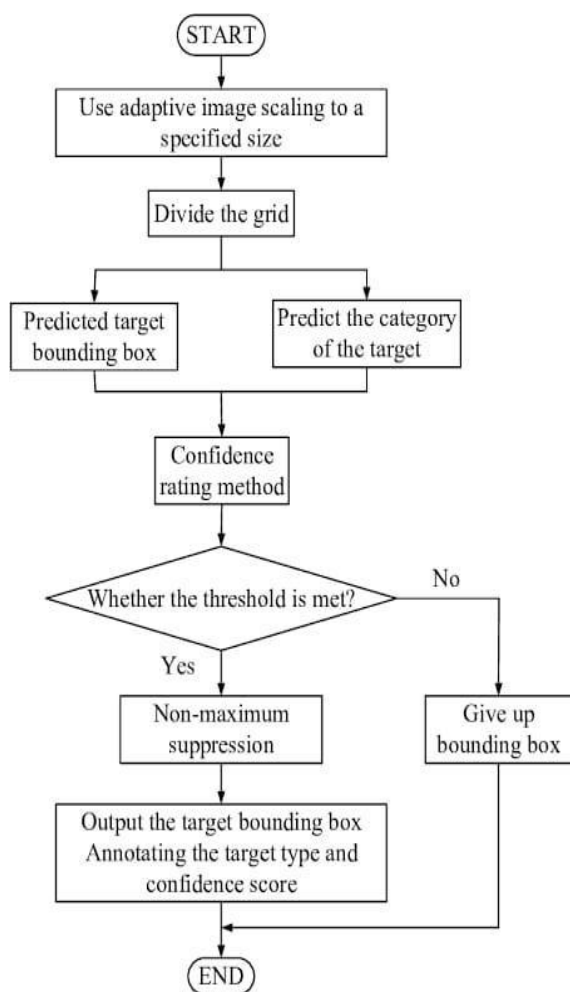 START
Use adaptive image scaling to a
specified size
Divide the grid
Predicted target
bounding box
Predict the category
of the target
Confidence
rating method
Whether the threshold is met?
No
Yes
Non-maximum
suppression
Give up
bounding box
Output the target bounding box
Annotating the target type and
confidence score
END